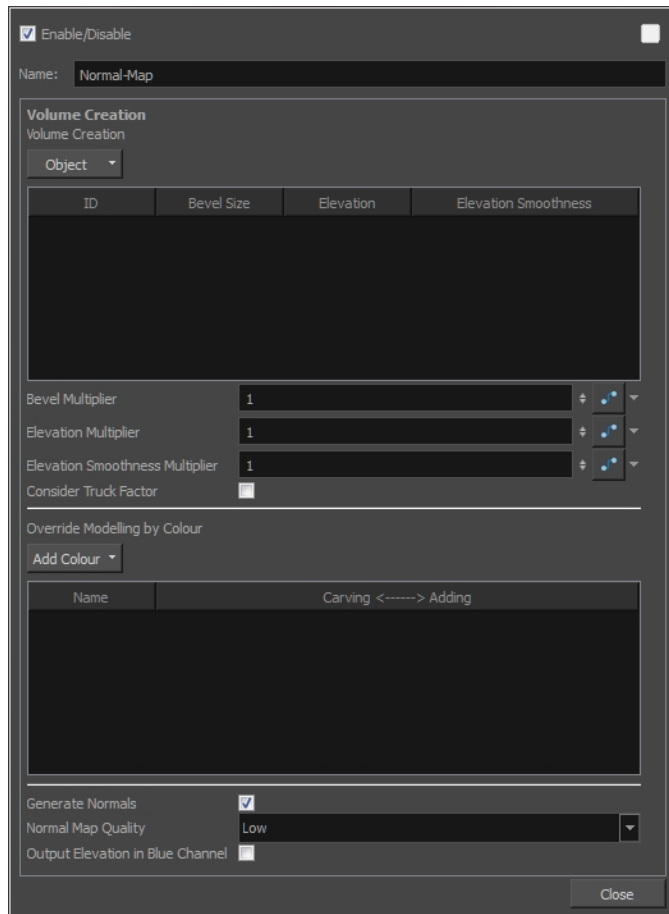 Enable/Disable
Name: Normal-Map
Volume Creation
Volume Creation
Object
ID Bevel Size Elevation Elevation Smoothness
Bevel Multiplier 1
Elevation Multiplier 1
Elevation Smoothness Multiplier 1
Consider Truck Factor
Override Modelling by Colour
Add Colour
Name Carving <------> Adding
Generate Normals
Normal Map Quality Low
Output Elevation in Blue Channel
Close